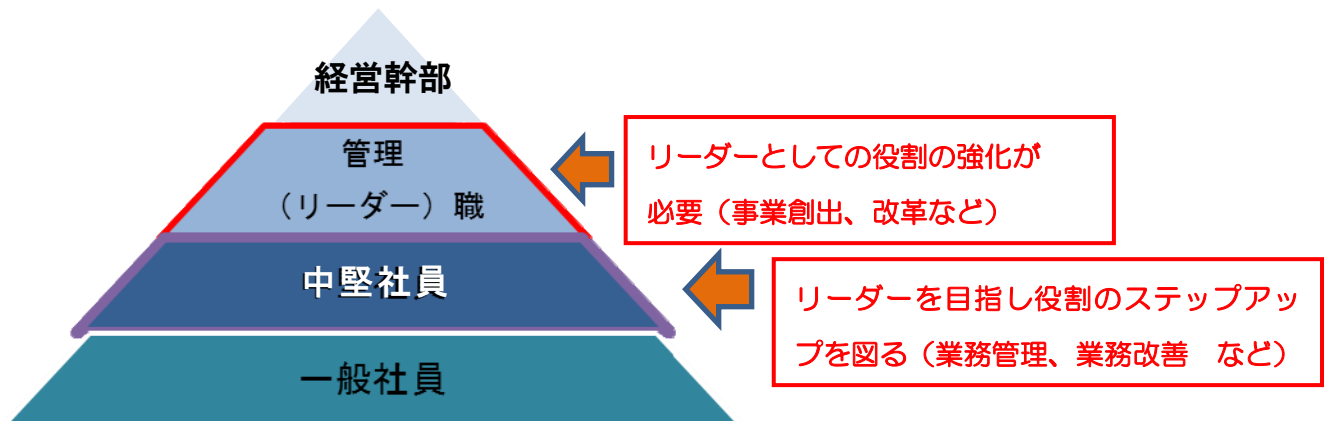 経営幹部
管理
（リーダー）職
リーダーとしての役割の強化が
必要（事業創出、改革など）
中堅社員
リーダーを目指し役割のステップアッ
プを図る（業務管理、業務改善　など）
一般社員